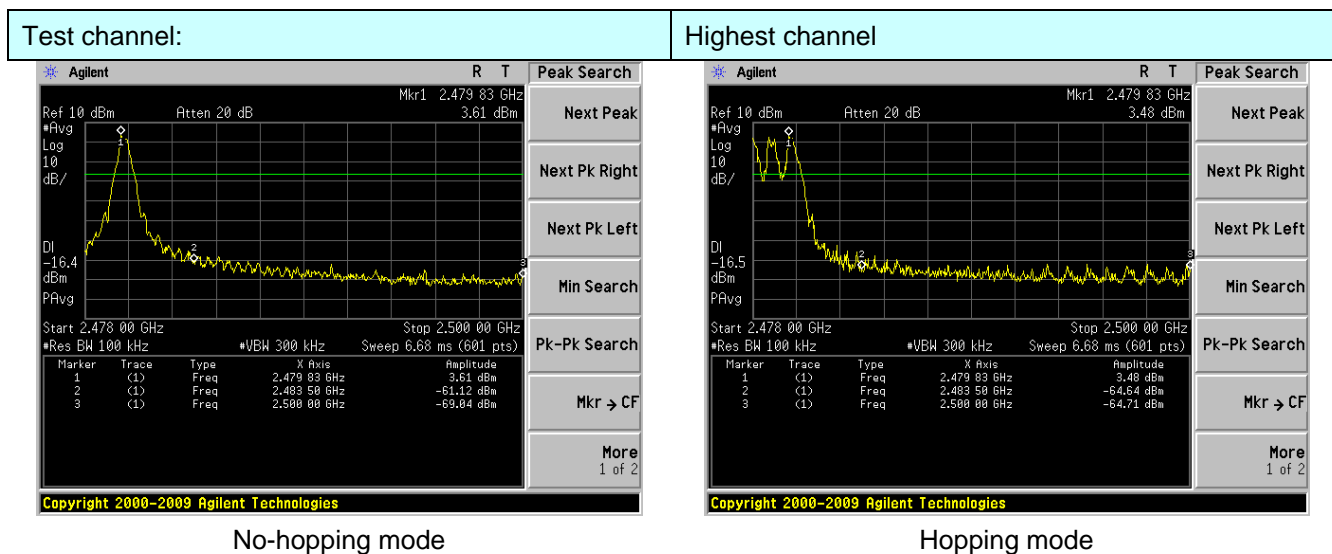 Test channel:
Highest channel
Agilent
R T
Peak Search
Mkr1 2.479 83 GHz
Ref 10 dBm
Atten 20 dB
3.61 dBm
#Avg
Log
10
dB/
1
2
3
DI
-16.4
dBm
PAvg
Start 2.478 00 GHz
Stop 2.500 00 GHz
#Res BW 100 kHz
#VBW 300 kHz
Sweep 6.68 ms (601 pts)
Marker Trace Type X Axis Amplitude
1 (1) Freq 2.479 83 GHz 3.61 dBm
2 (1) Freq 2.483 50 GHz -61.12 dBm
3 (1) Freq 2.500 00 GHz -69.04 dBm
Next Peak
Next Pk Right
Next Pk Left
Min Search
Pk-Pk Search
Mkr → CF
More
1 of 2
Copyright 2000-2009 Agilent Technologies
No-hopping mode
Agilent
R T
Peak Search
Mkr1 2.479 83 GHz
Ref 10 dBm
Atten 20 dB
3.48 dBm
#Avg
Log
10
dB/
1
2
3
DI
-16.5
dBm
PAvg
Start 2.478 00 GHz
Stop 2.500 00 GHz
#Res BW 100 kHz
#VBW 300 kHz
Sweep 6.68 ms (601 pts)
Marker Trace Type X Axis Amplitude
1 (1) Freq 2.479 83 GHz 3.48 dBm
2 (1) Freq 2.483 50 GHz -64.64 dBm
3 (1) Freq 2.500 00 GHz -64.71 dBm
Next Peak
Next Pk Right
Next Pk Left
Min Search
Pk-Pk Search
Mkr → CF
More
1 of 2
Copyright 2000-2009 Agilent Technologies
Hopping mode